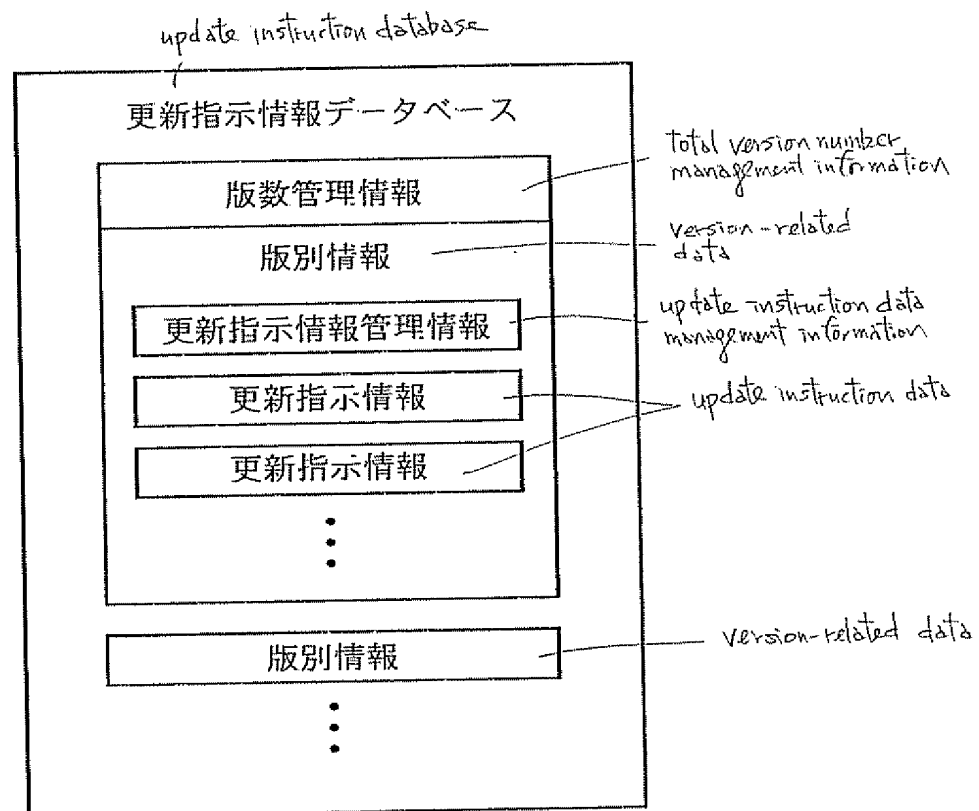 update instruction database
更新指示情報データベース
版数管理情報
total version number
management information
版別情報
version-related
data
更新指示情報管理情報
update instruction data
management information
更新指示情報
update instruction data
更新指示情報
版別情報
version-related data